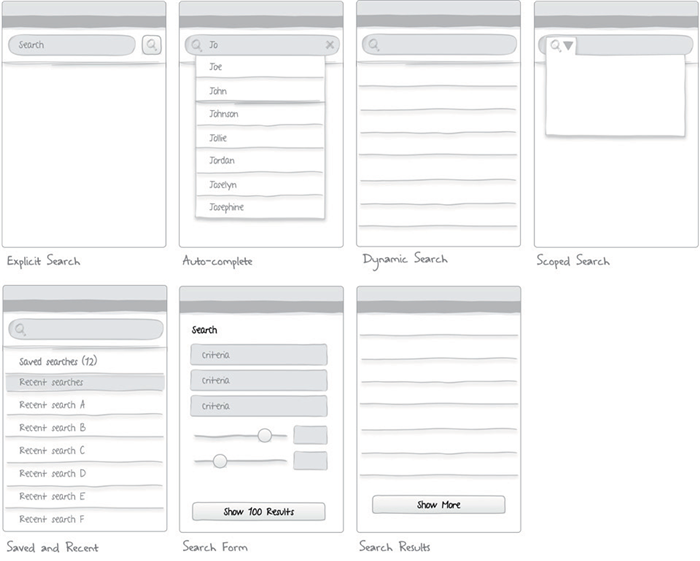 Search
Explicit Search
Jo
Joe
John
Johnson
Jollie
Jordan
Joselyn
Josephine
Auto-complete
Dynamic Search
Scoped Search
Saved searches (12)
Recent searches
Recent search A
Recent search B
Recent search C
Recent search D
Recent search E
Recent search F
Saved and Recent
Search
Criteria
Criteria
Criteria
Show 100 Results
Search Form
Show More
Search Results